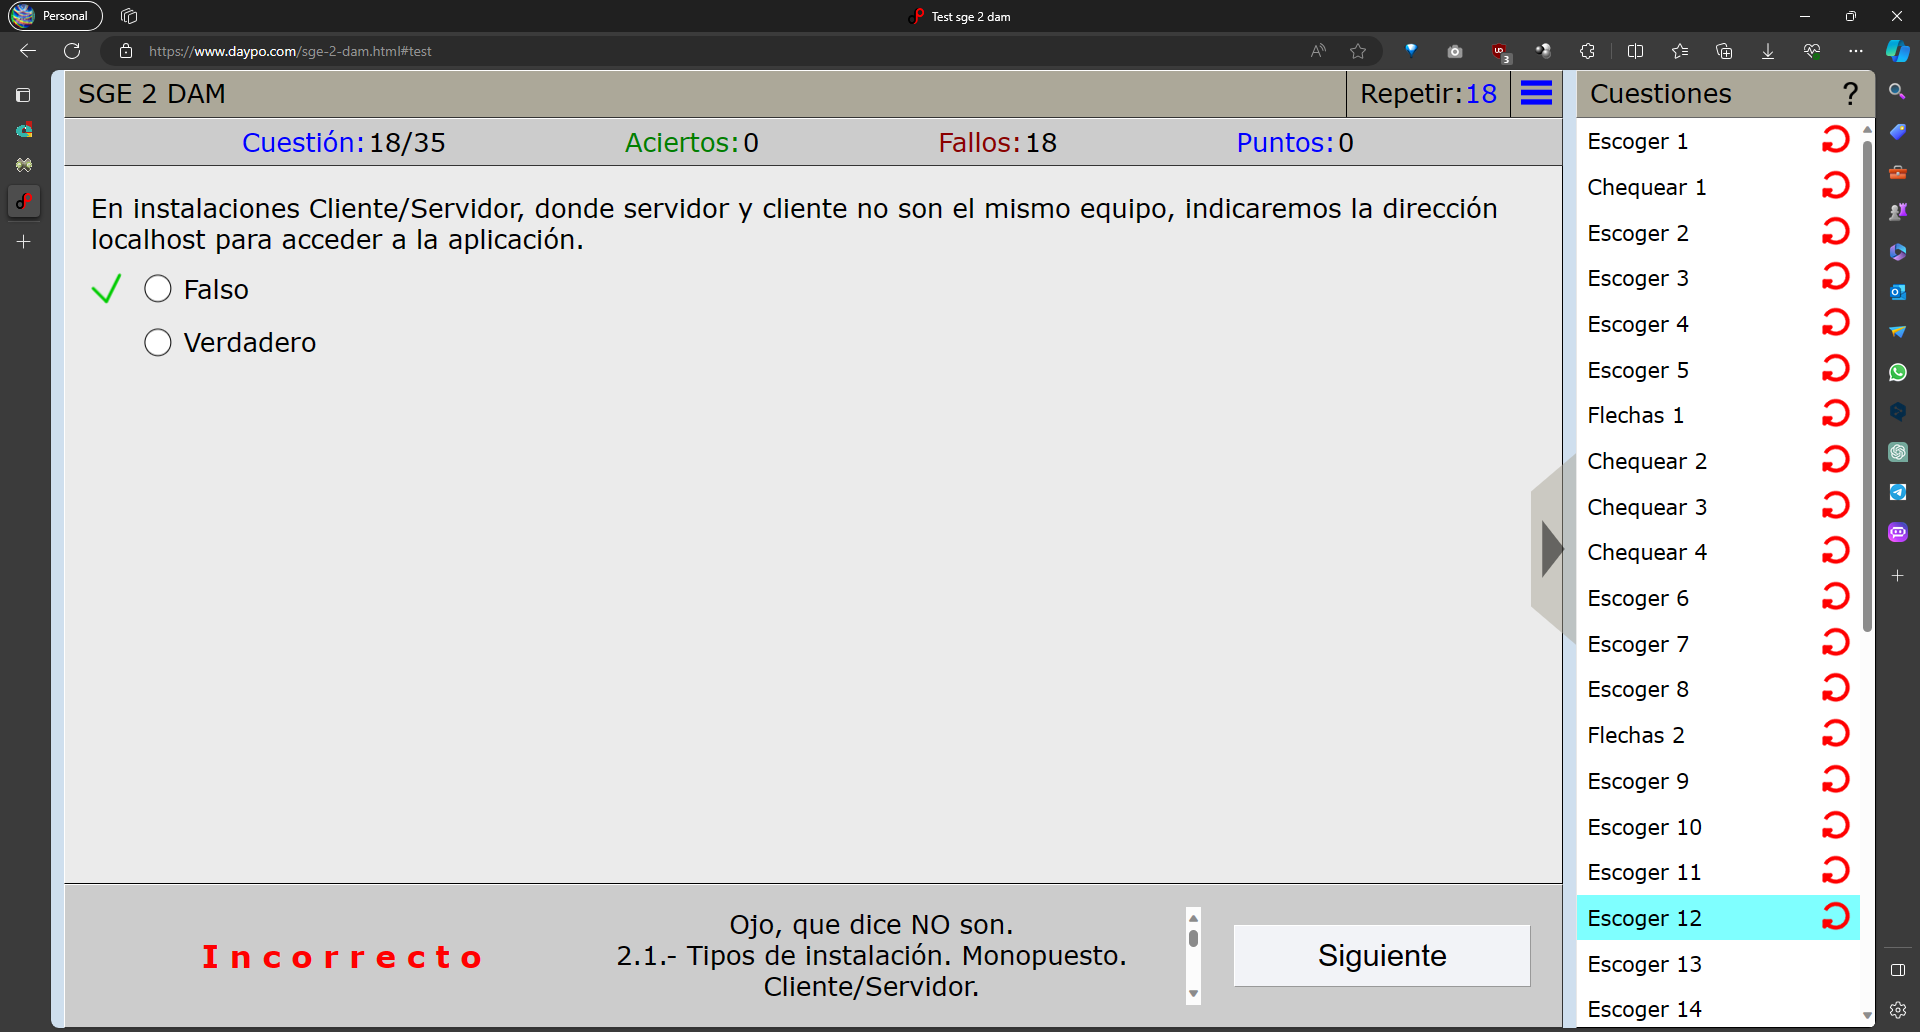 Personal
Test sge 2 dam
https://www.daypo.com/sge-2-dam.html#test
SGE 2 DAM
Repetir:18
Cuestión:18/35
Aciertos:0
Fallos:18
Puntos:0
En instalaciones Cliente/Servidor, donde servidor y cliente no son el mismo equipo, indicaremos la dirección
localhost para acceder a la aplicación.
Falso
Verdadero
Incorrecto
Ojo, que dice NO son.
2.1.- Tipos de instalación. Monopuesto.
Cliente/Servidor.
Siguiente
Cuestiones
?
Escoger 1
Chequear 1
Escoger 2
Escoger 3
Escoger 4
Escoger 5
Flechas 1
Chequear 2
Chequear 3
Chequear 4
Escoger 6
Escoger 7
Escoger 8
Flechas 2
Escoger 9
Escoger 10
Escoger 11
Escoger 12
Escoger 13
Escoger 14